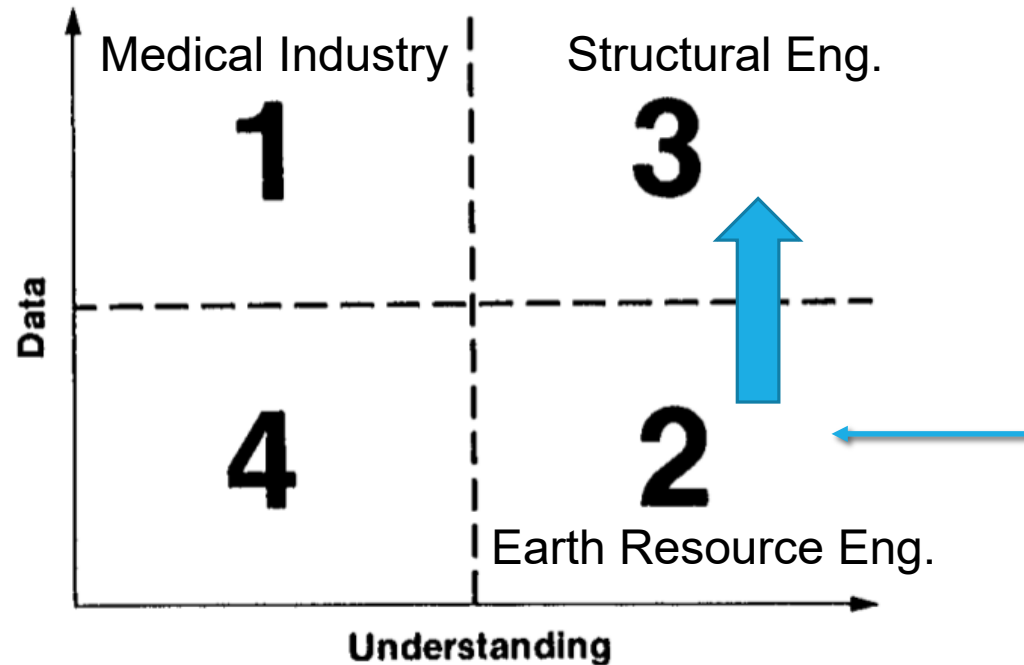 Medical Industry
Structural Eng.
1
3
Data
4
2
Earth Resource Eng.
Understanding